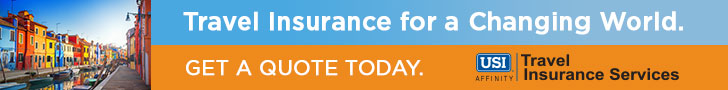 Travel Insurance for a Changing World.
GET A QUOTE TODAY.
USI
AFFINITY
Travel
Insurance Services